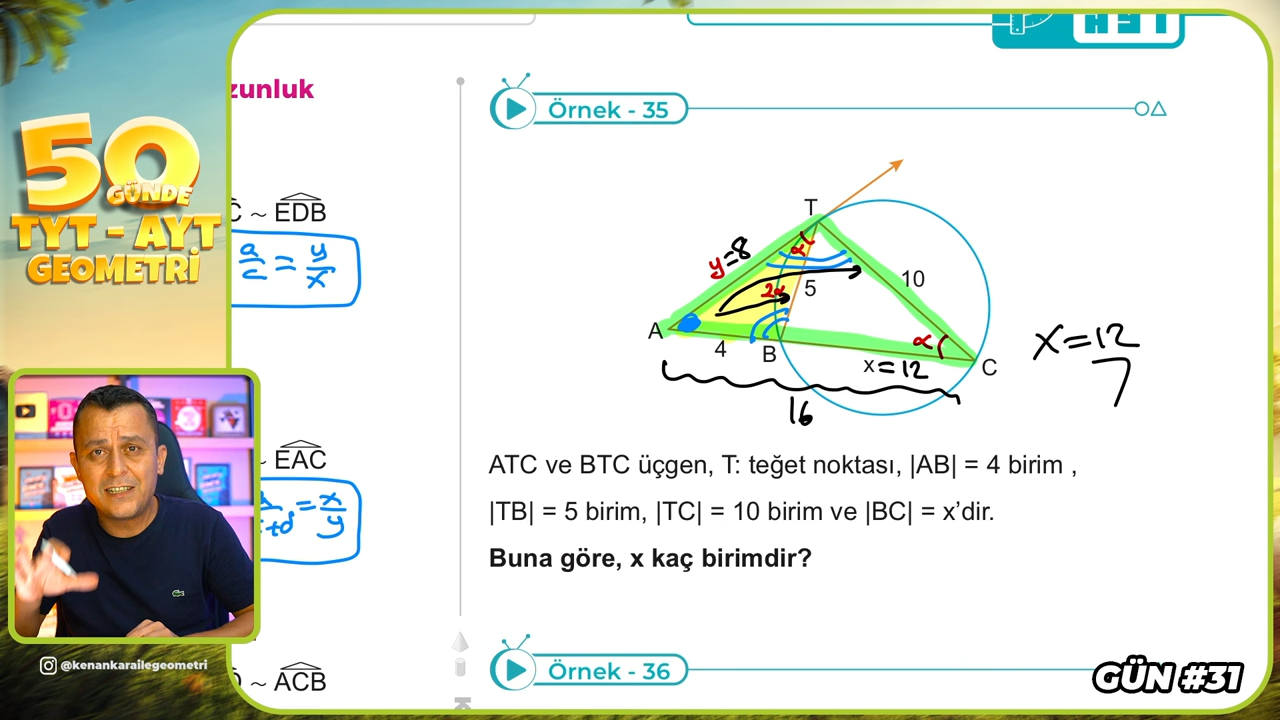 50
GÜNDE
TYT - AYT
GEOMETRİ
zunluk
C ~ EDB
a/c = y/x
~ EAC
= x/y
+d
~ ACB
Örnek - 35
T
y=8
α
10
2α
5
A
4
B
α
x=12
C
16
x=12
ATC ve BTC üçgen, T: teğet noktası, |AB| = 4 birim ,
|TB| = 5 birim, |TC| = 10 birim ve |BC| = x’dir.
Buna göre, x kaç birimdir?
Örnek - 36
@kenankarailegeometri
GÜN #31